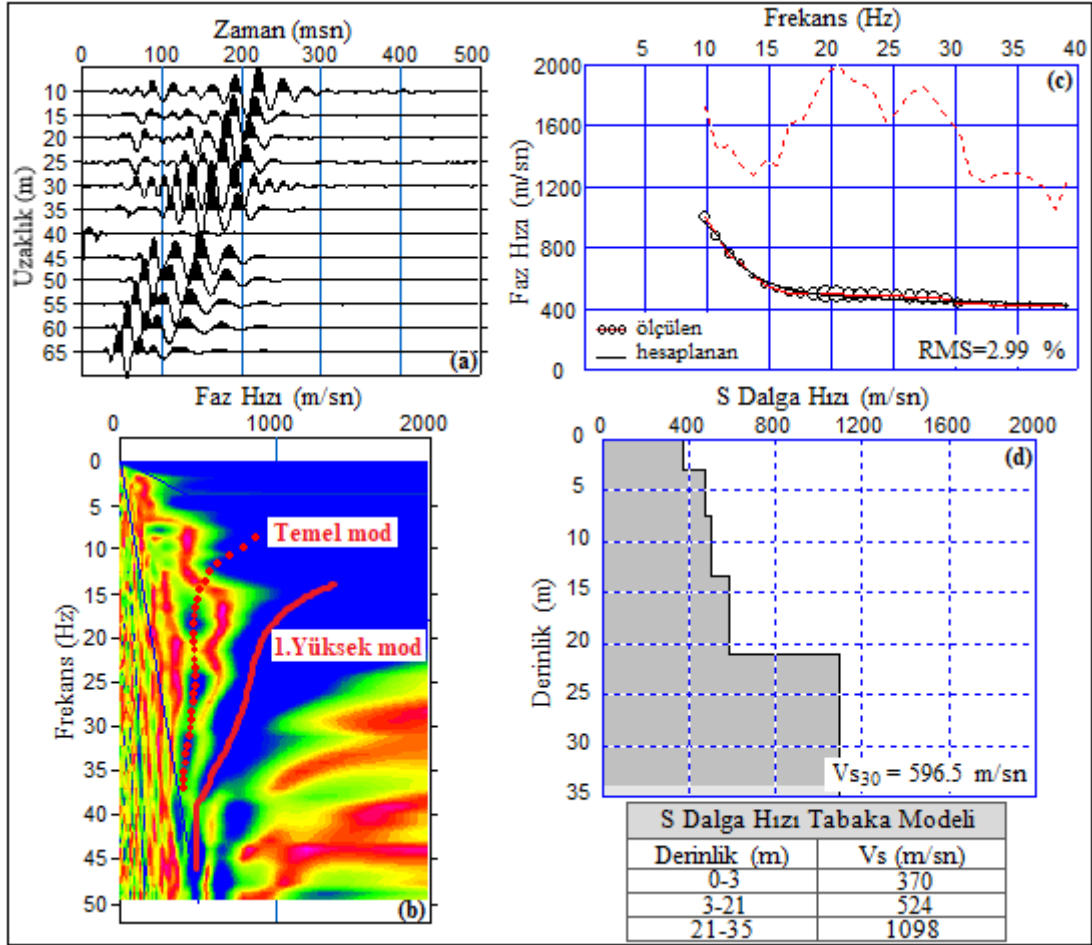 Zaman (msn)
0 100 200 300 400 500
Uzaklık (m)
10
15
20
25
30
35
40
45
50
55
60
65
(a)
Frekans (Hz)
5 10 15 20 25 30 35 40
Faz Hızı (m/sn)
2000
1600
1200
800
400
0
(c)
ölçülen
hesaplanan
RMS=2.99 %
Faz Hızı (m/sn)
0 1000 2000
Frekans (Hz)
0
5
10
15
20
25
30
35
40
45
50
Temel mod
1.Yüksek mod
(b)
S Dalga Hızı (m/sn)
0 400 800 1200 1600 2000
Derinlik (m)
0
5
10
15
20
25
30
35
(d)
Vs30 = 596.5 m/sn
S Dalga Hızı Tabaka Modeli
Derinlik (m) Vs (m/sn)
0-3 370
3-21 524
21-35 1098